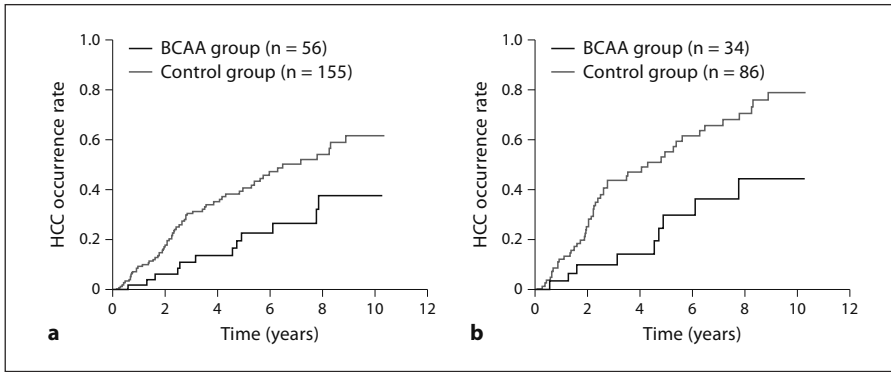 BCAA group (n = 56)
Control group (n = 155)
HCC occurrence rate
1.0
0.8
0.6
0.4
0.2
0
0
2
4
6
8
10
12
Time (years)
a
BCAA group (n = 34)
Control group (n = 86)
HCC occurrence rate
1.0
0.8
0.6
0.4
0.2
0
0
2
4
6
8
10
12
Time (years)
b